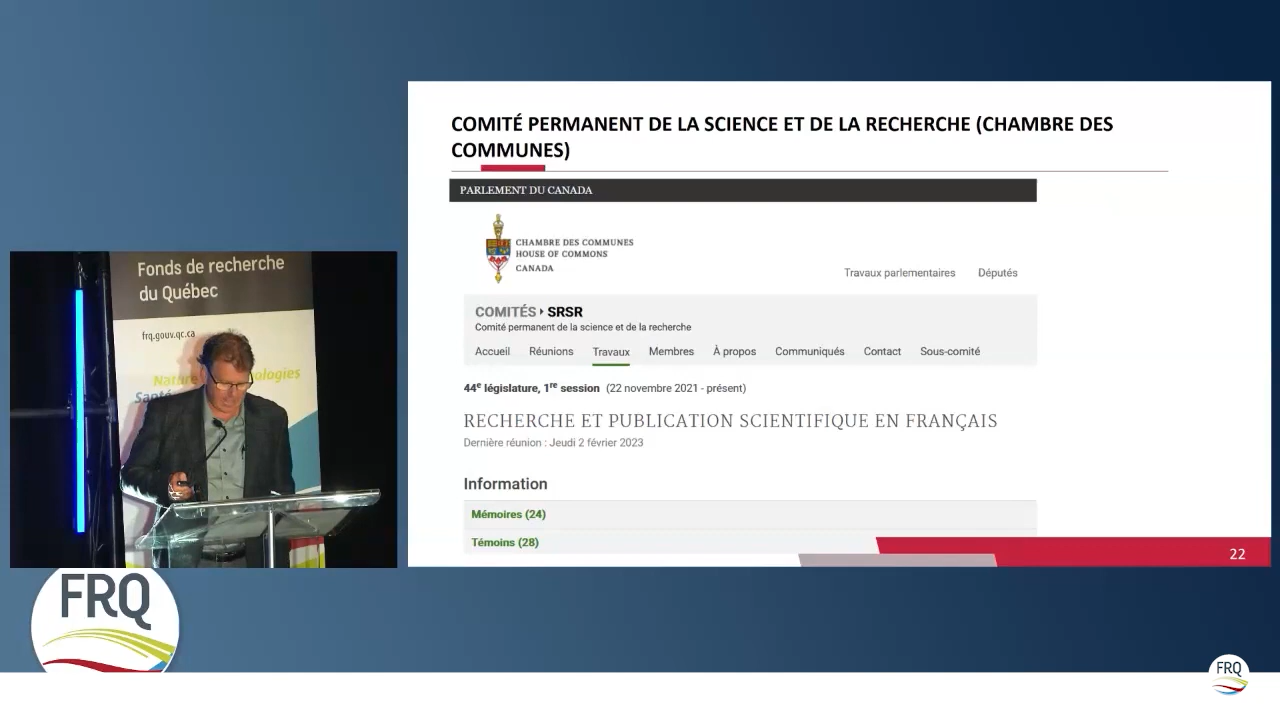 COMITÉ PERMANENT DE LA SCIENCE ET DE LA RECHERCHE (CHAMBRE DES
COMMUNES)
PARLEMENT DU CANADA
CHAMBRE DES COMMUNES
HOUSE OF COMMONS
CANADA
Travaux parlementaires Députés
COMITÉS SRSR
Comité permanent de la science et de la recherche
Accueil Réunions Travaux Membres À propos Communiqués Contact Sous-comité
44e législature, 1re session (22 novembre 2021 - présent)
RECHERCHE ET PUBLICATION SCIENTIFIQUE EN FRANÇAIS
Dernière réunion : Jeudi 2 février 2023
Information
Mémoires (24)
Témoins (28)
22
Fonds de recherche
du Québec
frq.gouv.qc.ca
Nature
Santé
FRQ
FRQ